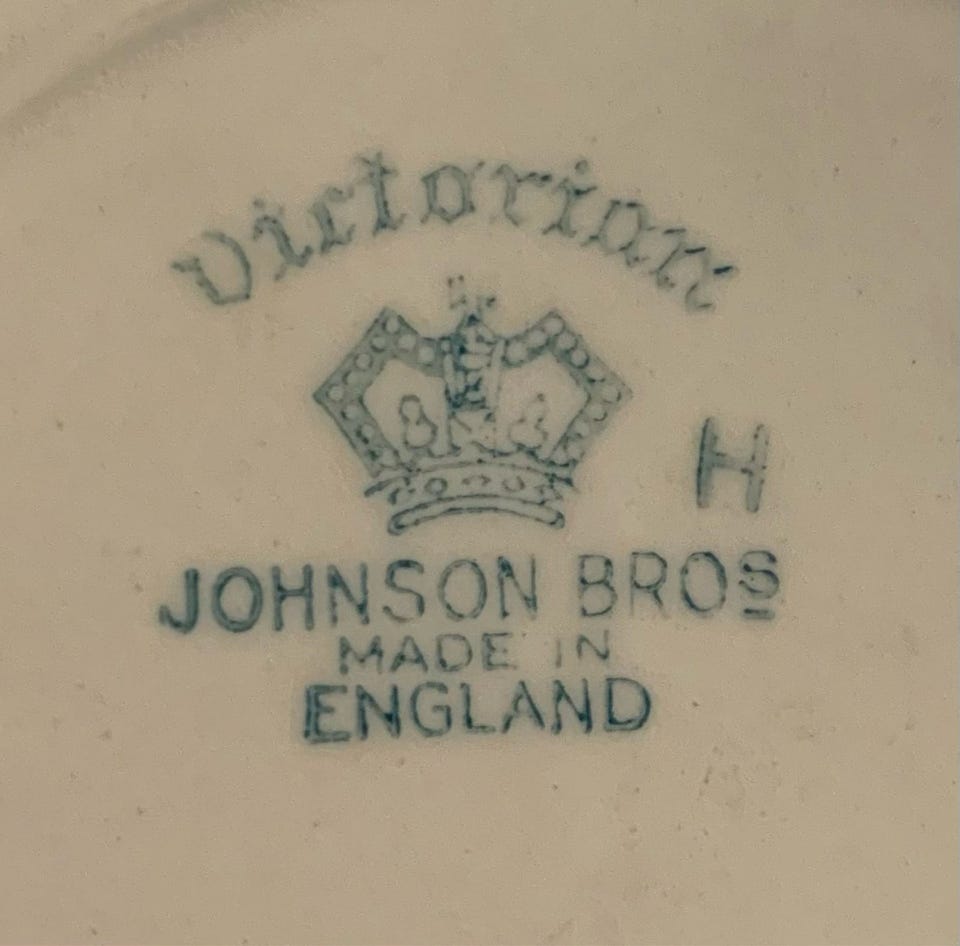 Victorian
H
JOHNSON BROS
MADE IN
ENGLAND